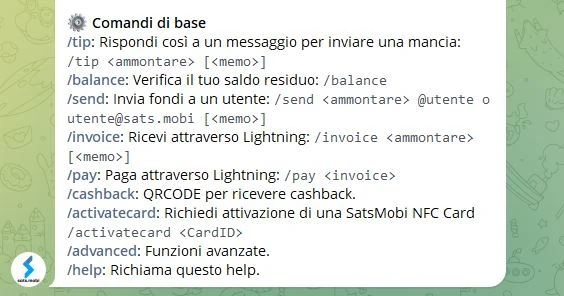 ⚙️ Comandi di base
/tip: Rispondi così a un messaggio per inviare una mancia:
/tip <ammontare> [<memo>]
/balance: Verifica il tuo saldo residuo: /balance
/send: Invia fondi a un utente: /send <ammontare> @utente o
utente@sats.mobi [<memo>]
/invoice: Ricevi attraverso Lightning: /invoice <ammontare>
[<memo>]
/pay: Paga attraverso Lightning: /pay <invoice>
/cashback: QRCODE per ricevere cashback.
/activatecard: Richiedi attivazione di una SatsMobi NFC Card
/activatecard <CardID>
/advanced: Funzioni avanzate.
/help: Richiama questo help.
sats.mobi